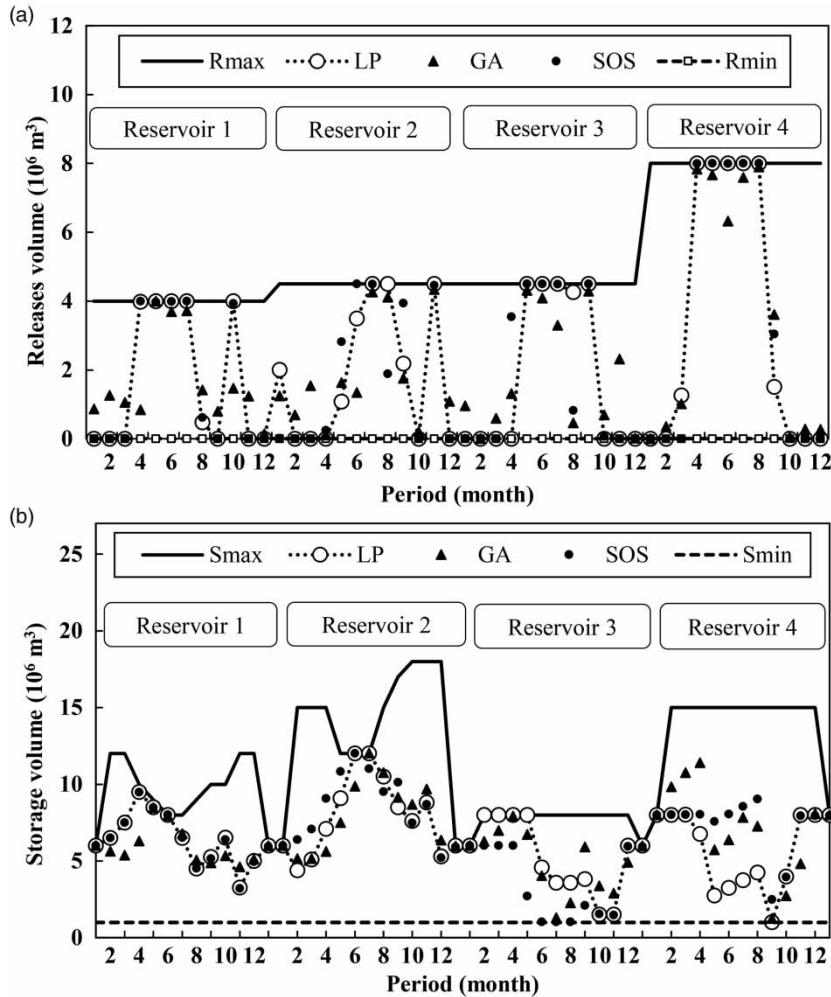 (a)
12
10
8
6
4
2
0
Releases volume (10⁶ m³)
Rmax LP GA SOS Rmin
Reservoir 1 Reservoir 2 Reservoir 3 Reservoir 4
2 4 6 8 10 12 2 4 6 8 10 12 2 4 6 8 10 12 2 4 6 8 10 12
Period (month)
(b)
25
20
15
10
5
0
Storage volume (10⁶ m³)
Smax LP GA SOS Smin
Reservoir 1 Reservoir 2 Reservoir 3 Reservoir 4
2 4 6 8 10 12 2 4 6 8 10 12 2 4 6 8 10 12 2 4 6 8 10 12
Period (month)